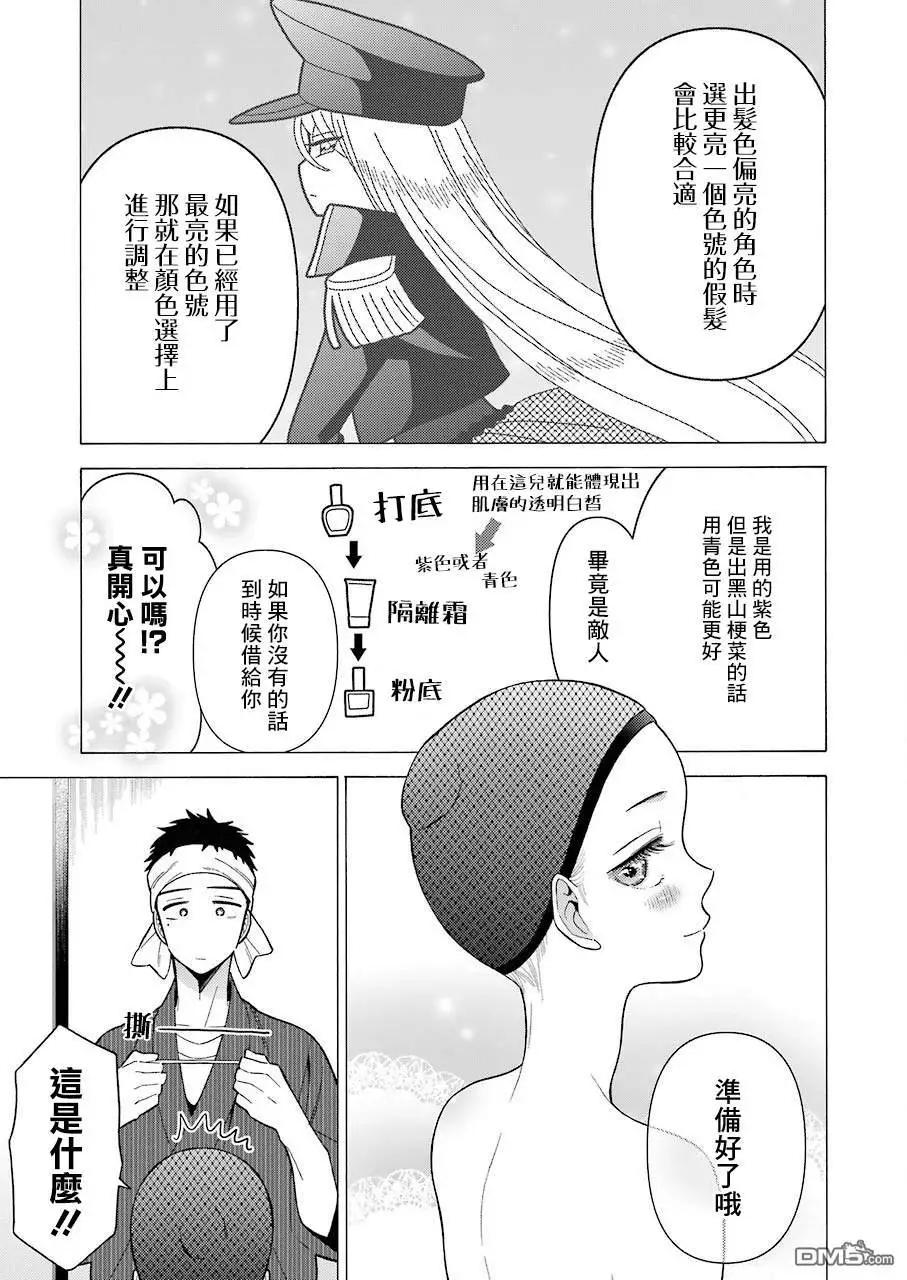 出髮色偏亮的角色時
選更亮一個色號的假髮
會比較合適
如果已經用了
最亮的色號
那就在顏色選擇上
進行調整
我是用的紫色
但是出黑山梗菜的話
用青色可能更好
畢竟是敵人
用在這兒就能體現出
肌膚的透明白皙
打底
紫色或者
青色
隔離霜
粉底
如果你沒有的話
到時候借給你
可以嗎!?
真開心~~~!!
準備好了哦
撕
這是什麼!!
DM5.com